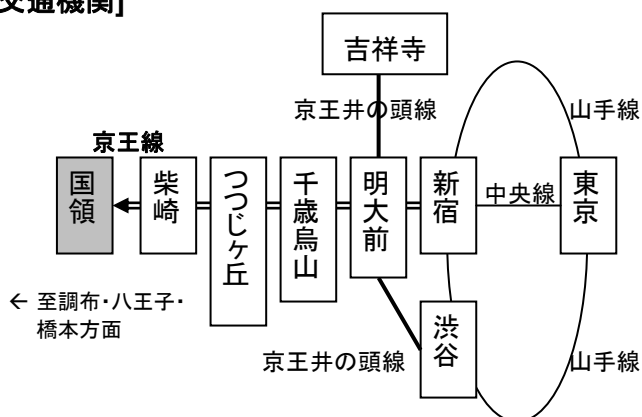 交通機関]
吉祥寺
京王井の頭線
山手線
京王線
国領
柴崎
つつじヶ丘
千歳烏山
明大前
新宿
中央線
東京
← 至調布・八王子・
橋本方面
渋谷
京王井の頭線
山手線